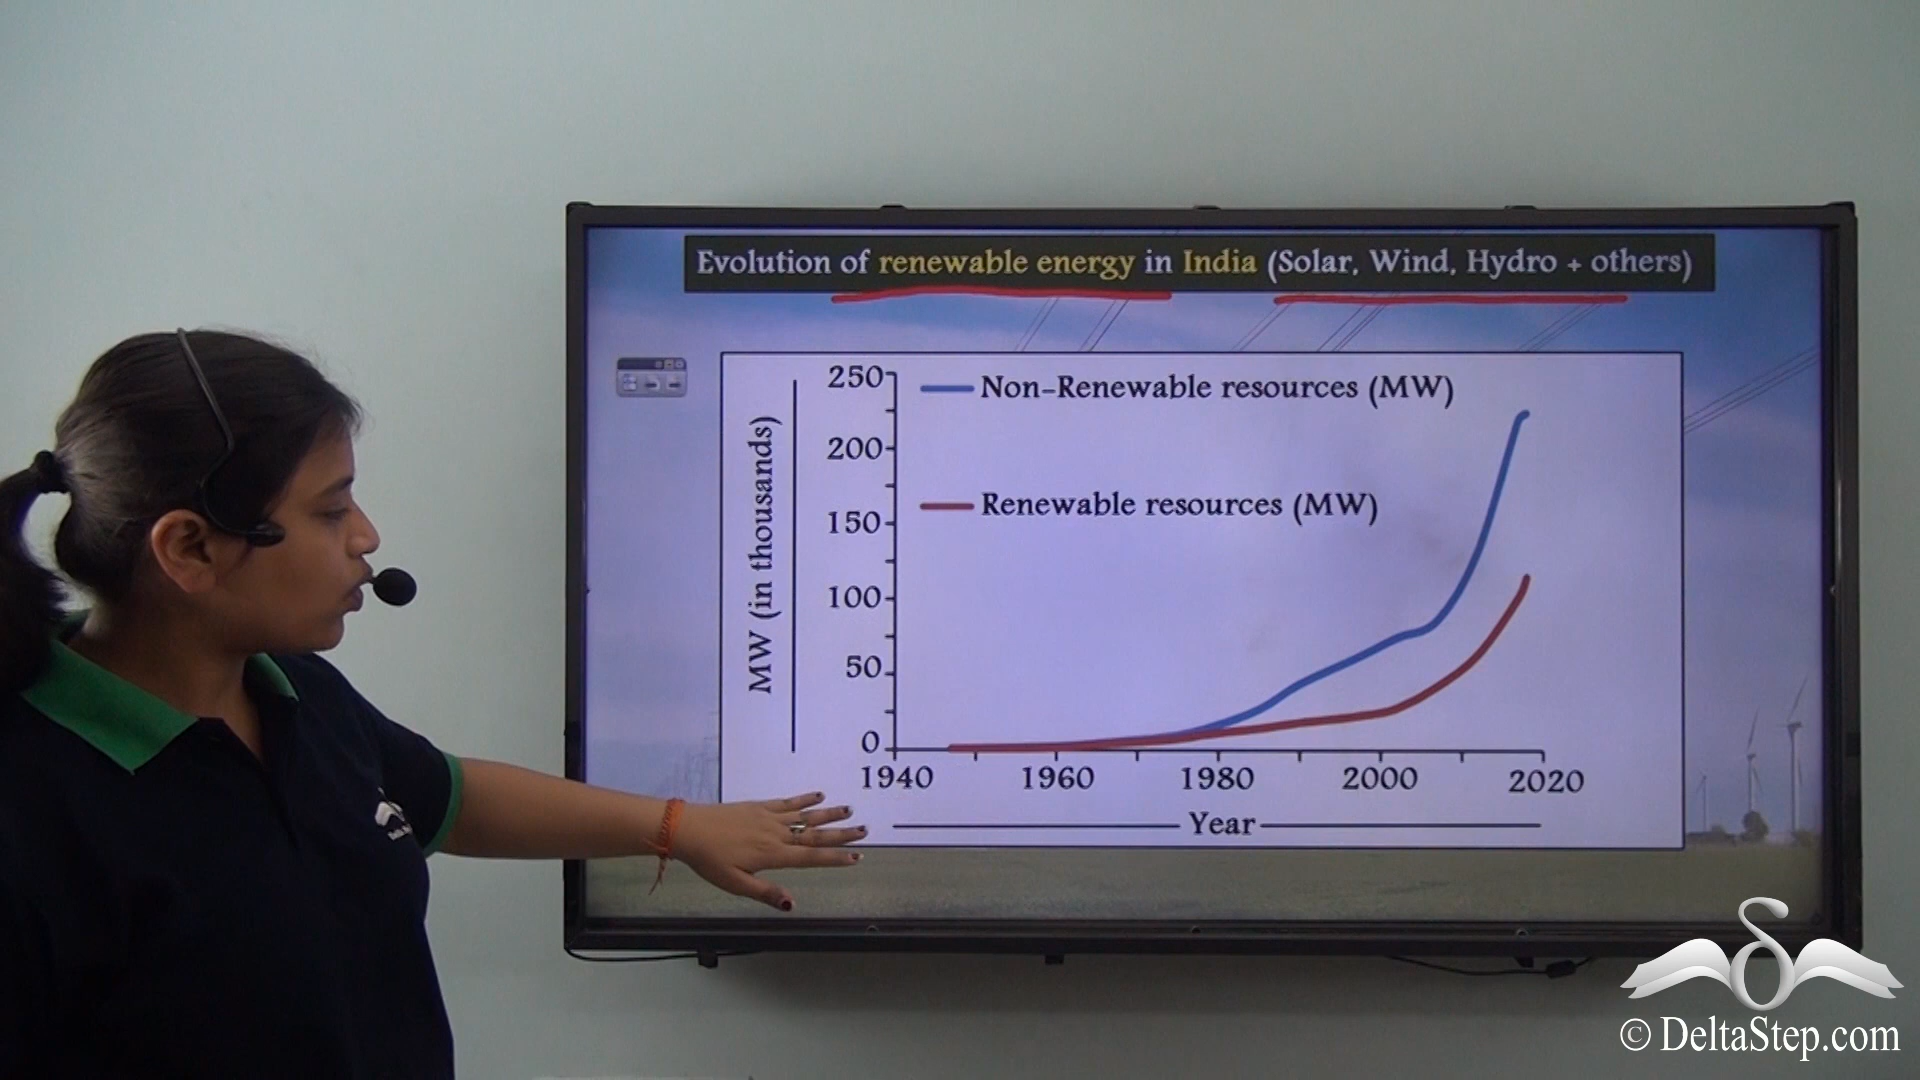 Evolution of renewable energy in India (Solar, Wind, Hydro + others)
MW (in thousands)
250
200
150
100
50
0
Non-Renewable resources (MW)
Renewable resources (MW)
1940 1960 1980 2000 2020
Year
© DeltaStep.com